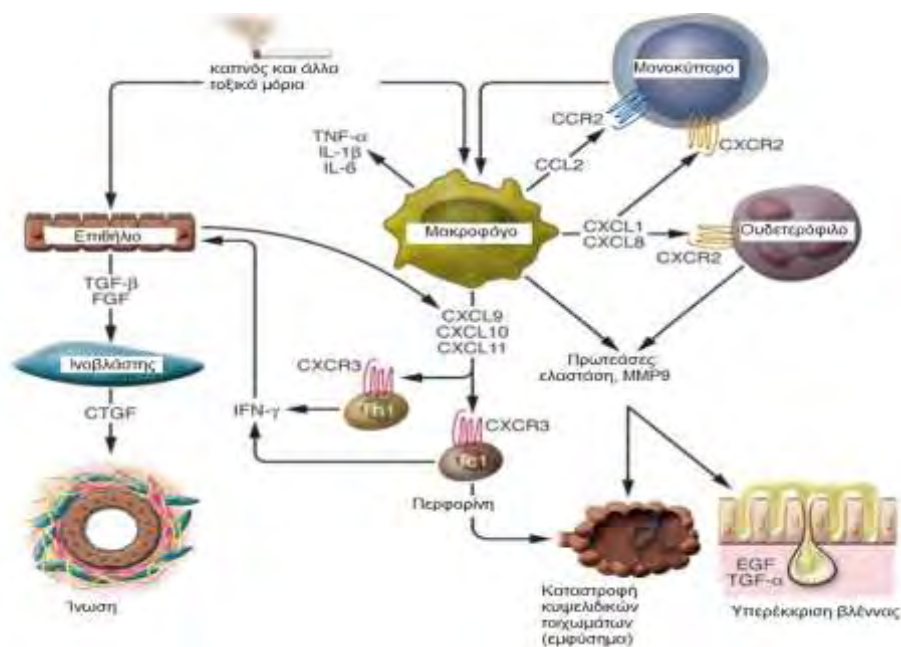 καπνός και άλλα
τοξικά μόρια
Μονοκύτταρο
CCR2
CXCR2
TNF-α
IL-1β
IL-6
CCL2
Επιθήλιο
Μακροφάγο
CXCL1
CXCL8
CXCR2
Ουδετερόφιλο
TGF-β
FGF
CXCL9
CXCL10
CXCL11
Πρωτεάσες
ελαστάση, MMP9
Ινοβλάστης
CXCR3
Th1
IFN-γ
CTGF
CXCR3
Tc1
Περφορίνη
EGF
TGF-α
Ίνωση
Καταστροφή
κυψελιδικών
τοιχωμάτων
(εμφύσημα)
Υπερέκκριση βλέννας